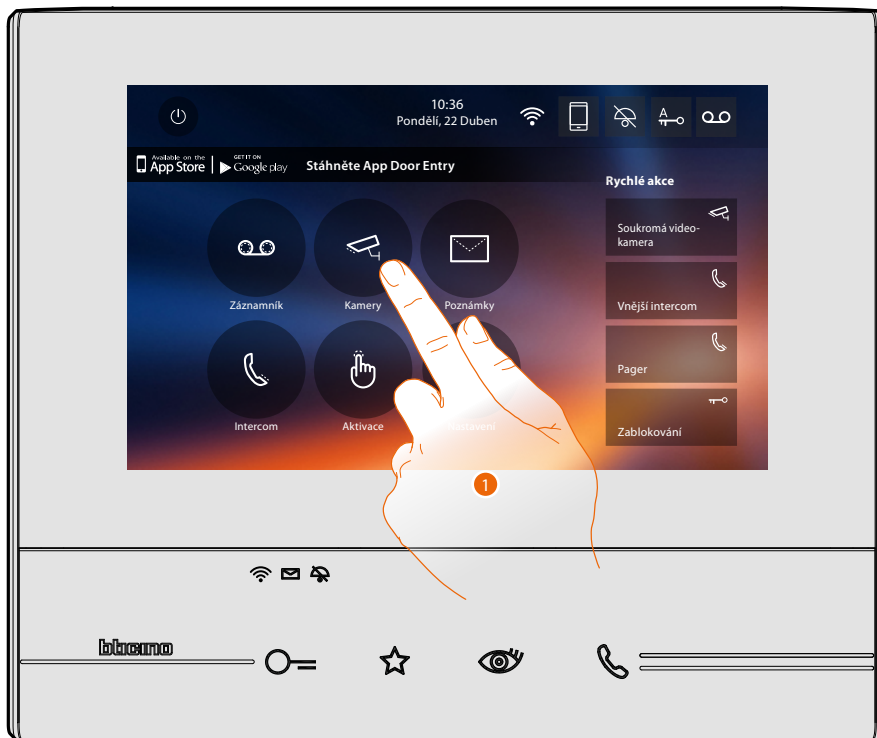 10:36
Pondělí, 22 Duben
A
Available on the
App Store
GET IT ON
Google play
Stáhněte App Door Entry
Rychlé akce
Soukromá video-
kamera
Vnější intercom
Pager
Zablokování
Záznamník
Kamery
Poznámky
Intercom
Aktivace
Nastavení
1
bticino